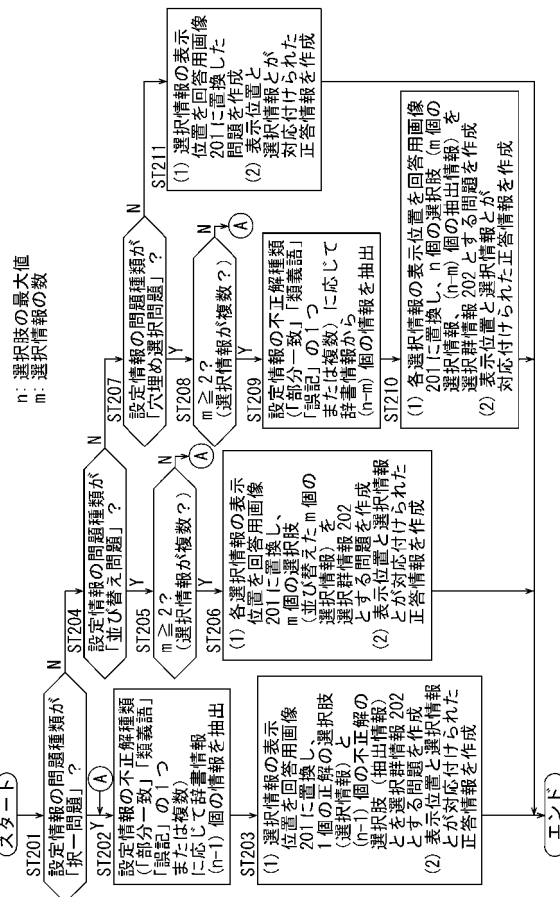 n: 選択肢の最大値
m: 選択情報の数
スタート
ST201
設定情報の問題種類が
「択一問題」?
N
Y
A
ST202
設定情報の不正解種類
(「部分一致」「類義語」
「誤記」の1つ
または複数)
に応じて辞書情報
(n-1) 個の情報を抽出
ST203
(1) 選択情報の表示
位置を回答用画像
201に置換し、
1個の正解の選択肢
(選択情報)と
(n-1) 個の不正解の
選択肢(抽出情報)
とを選択群情報202
とする問題を作成
(2) 表示位置と選択情報
とが対応付けられた
正答情報を作成
ST204
設定情報の問題種類が
「並び替え問題」?
N
Y
ST205
m≧2?
(選択情報が複数?)
N
A
Y
ST206
(1) 各選択情報の表示
位置を回答用画像
201に置換し、
m個の選択肢
(並び替えたm個の
選択情報)を
選択群情報202
とする問題を作成
(2) 表示位置と選択情報
とが対応付けられた
正答情報を作成
ST207
設定情報の問題種類が
「穴埋め選択問題」?
N
Y
ST208
m≧2?
(選択情報が複数?)
N
A
Y
ST209
設定情報の不正解種類
(「部分一致」「類義語」
「誤記」の1つ
または複数)に応じて
辞書情報から
(n-m) 個の情報を抽出
ST210
(1) 各選択情報の表示位置を回答用画像
201に置換し、n個の選択肢(m個の
選択情報、(n-m) 個の抽出情報)を
選択群情報202とする問題を作成
(2) 表示位置と選択情報とが
対応付けられた正答情報を作成
ST211
(1) 選択情報の表示
位置を回答用画像
201に置換した
問題を作成
(2) 表示位置と
選択情報とが
対応付けられた
正答情報を作成
エンド